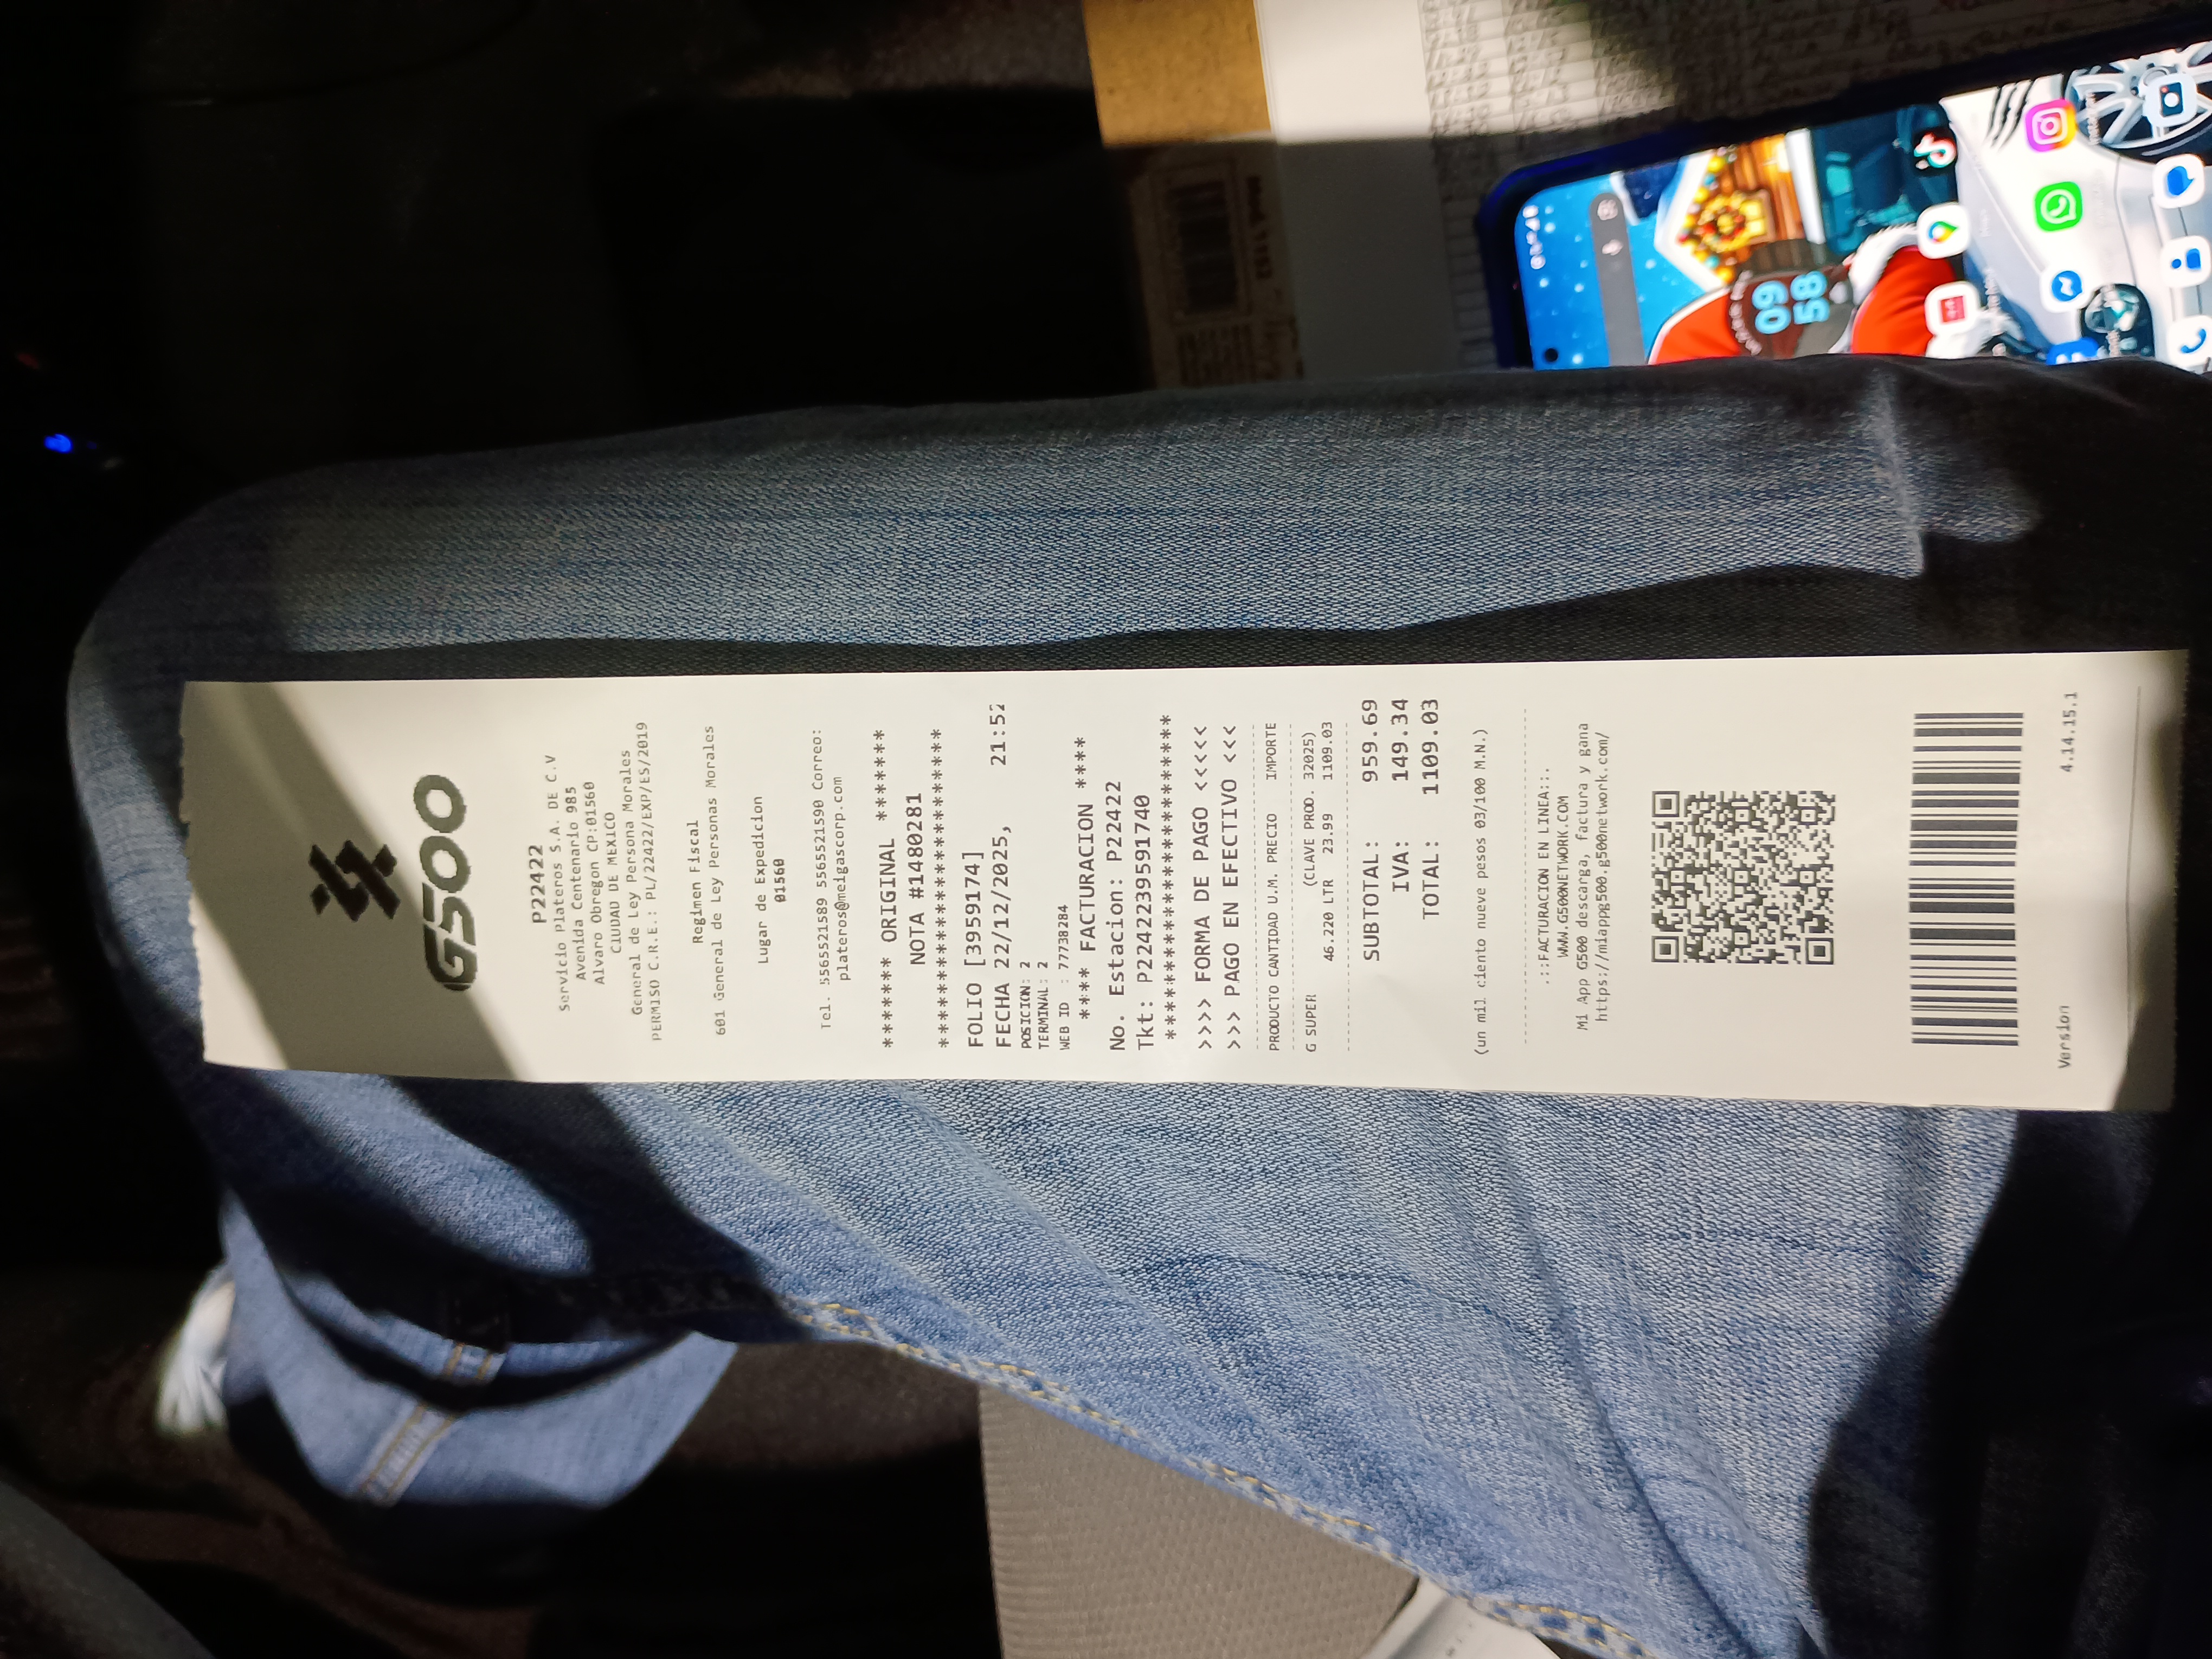 G500
P22422
Servicio Plateros S.A. DE C.V
Avenida Centenario 985
Alvaro Obregon CP:01560
CIUDAD DE MEXICO
General de Ley Persona Morales
PERMISO C.R.E.: PL/22422/EXP/ES/2019
Regimen Fiscal
601 General de Ley Personas Morales
Lugar de Expedicion
01560
Tel. 5565521589 5565521590 Correo:
plateros@meigascorp.com
******* ORIGINAL *******
NOTA #1480281
************************
FOLIO [3959174]
FECHA 22/12/2025, 21:52
POSICION: 2
TERMINAL: 2
WEB ID : 77738284
**** FACTURACION ****
No. Estacion: P22422
Tkt: P2242239591740
************************
>>>> FORMA DE PAGO <<<<<
>>> PAGO EN EFECTIVO <<<
PRODUCTO CANTIDAD U.M. PRECIO IMPORTE
G SUPER (CLAVE PROD. 32025)
46.220 LTR 23.99 1109.03
SUBTOTAL: 959.69
IVA: 149.34
TOTAL: 1109.03
(un mil ciento nueve pesos 03/100 M.N.)
.:::FACTURACION EN LINEA::.
WWW.G500NETWORK.COM
Mi App G500 descarga, factura y gana
https://miappg500.g500network.com/
Version 4.14.15.1
09
58